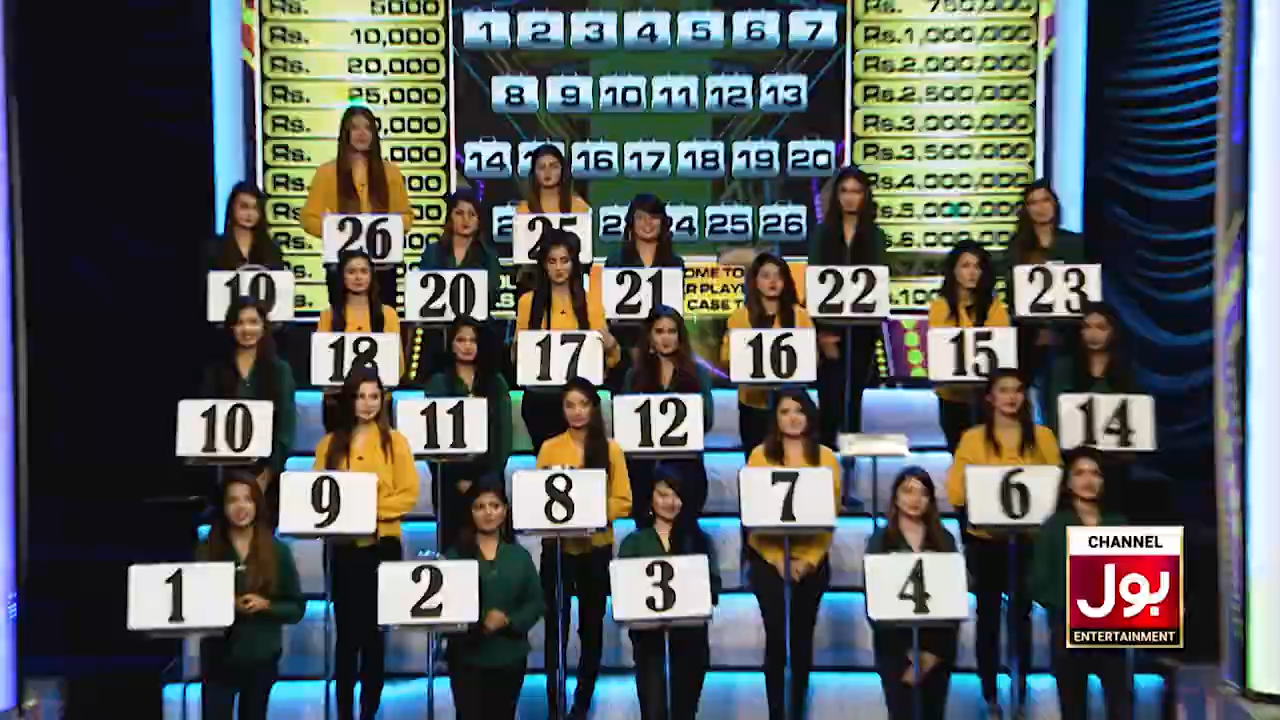 Rs. 5000
Rs. 10,000
Rs. 20,000
Rs. 25,000
Rs. ,000
Rs. ,000
Rs.
Rs.
Rs.
1 2 3 4 5 6 7
8 9 10 11 12 13
14 16 17 18 19 20
25 26
Rs. 750,000
Rs.1,000,000
Rs.2,000,000
Rs.2,500,000
Rs.3,000,000
Rs.3,500,000
Rs.4,000,000
Rs.5,000,000
OME TO
R PLAY
CASE T
26
25
19
20
21
22
23
18
17
16
15
10
11
12
14
9
8
7
6
1
2
3
4
CHANNEL
بول
ENTERTAINMENT